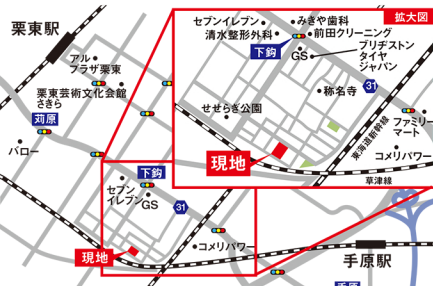 栗東駅
アル
プラザ栗東
栗東芸術文化会館
さきら
苅原
バロー
下鈎
セブン
イレブン
GS
31
コメリパワー
現地
手原駅
手原
拡大図
セブンイレブン
みきや歯科
清水整形外科
前田クリーニング
下鈎
GS
ブリヂストン
タイヤ
ジャパン
称名寺
31
せせらぎ公園
ファミリー
マート
東海道新幹線
コメリパワー
現地
草津線